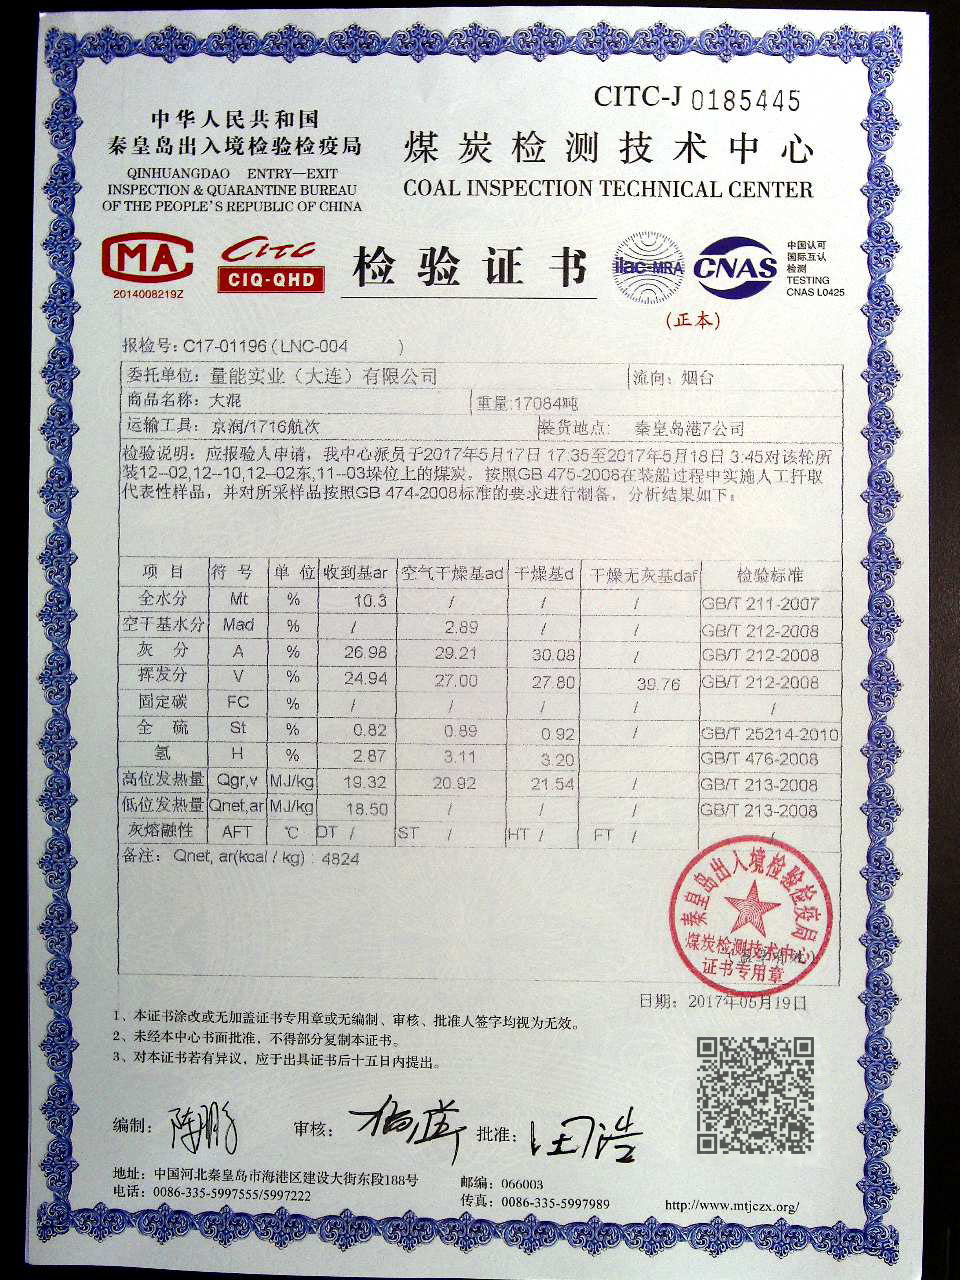 CITC-J 0185445
中华人民共和国
秦皇岛出入境检验检疫局
QINHUANGDAO ENTRY—EXIT
INSPECTION & QUARANTINE BUREAU
OF THE PEOPLE'S REPUBLIC OF CHINA
煤炭检测技术中心
COAL INSPECTION TECHNICAL CENTER
MA
2014008219Z
CITC
CIQ-QHD
检验证书
ilac-MRA
CNAS
中国认可
国际互认
检测
TESTING
CNAS L0425
(正本)
报检号: C17-01196 ( LNC-004 )
委托单位: 量能实业（大连）有限公司 流向: 烟台
商品名称: 大混 重量:17084吨
运输工具: 京润/1716航次 装货地点: 秦皇岛港7公司
检验说明: 应报验人申请，我中心派员于2017年5月17日 17:35至2017年5月18日 3:45对该轮所
装12--02,12--10,12--02东,11--03垛位上的煤炭，按照GB 475-2008在装船过程中实施人工扦取
代表性样品，并对所采样品按照GB 474-2008标准的要求进行制备，分析结果如下:
项 目 符 号 单 位 收到基ar 空气干燥基ad 干燥基d 干燥无灰基daf 检验标准
全水分 Mt % 10.3 / / / GB/T 211-2007
空干基水分 Mad % / 2.89 / / GB/T 212-2008
灰 分 A % 26.98 29.21 30.08 / GB/T 212-2008
挥发分 V % 24.94 27.00 27.80 39.76 GB/T 212-2008
固定碳 FC % / / / / /
全 硫 St % 0.82 0.89 0.92 / GB/T 25214-2010
氢 H % 2.87 3.11 3.20 GB/T 476-2008
高位发热量 Qgr,v MJ/kg 19.32 20.92 21.54 / GB/T 213-2008
低位发热量 Qnet,ar MJ/kg 18.50 / / / GB/T 213-2008
灰熔融性 AFT ℃ DT / ST / HT / FT / /
备注: Qnet, ar(kcal / kg) : 4824
秦皇岛出入境检验检疫局
煤炭检测技术中心
证书专用章
日期: 2017年05月19日
1、本证书涂改或无加盖证书专用章或无编制、审核、批准人签字均视为无效。
2、未经本中心书面批准，不得部分复制本证书。
3、对本证书若有异议，应于出具证书后十五日内提出。
编制: 陈鹏 审核: 批准:
地址: 中国河北秦皇岛市海港区建设大街东段188号 邮编: 066003
电话: 0086-335-5997555/5997222 传真: 0086-335-5997989 http://www.mtjczx.org/